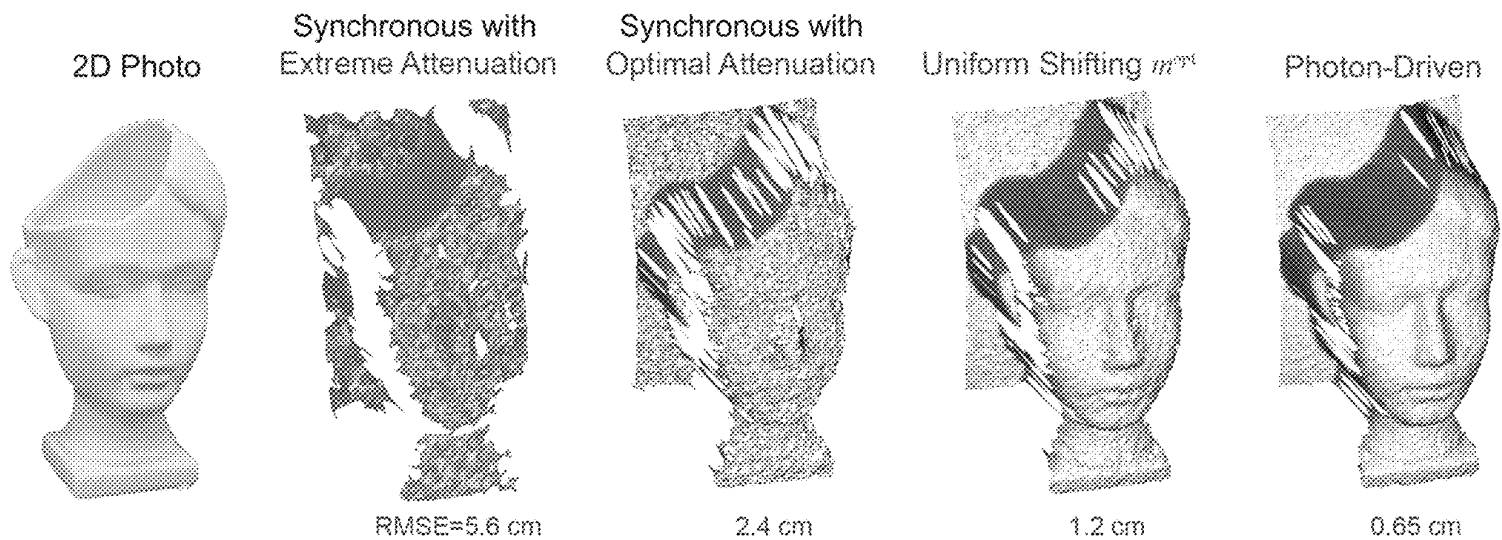 2D Photo
Synchronous with
Extreme Attenuation
Synchronous with
Optimal Attenuation
Uniform Shifting m^opt
Photon-Driven
RMSE=5.6 cm
2.4 cm
1.2 cm
0.65 cm